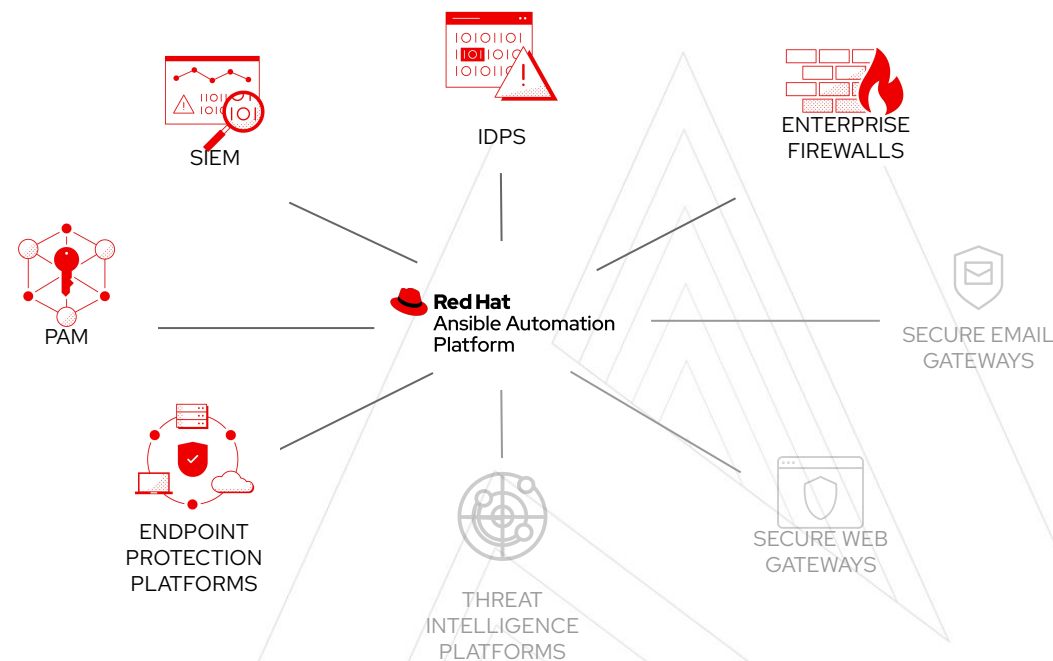 IDPS
ENTERPRISE
FIREWALLS
SIEM
PAM
Red Hat
Ansible Automation
Platform
SECURE EMAIL
GATEWAYS
ENDPOINT
PROTECTION
PLATFORMS
SECURE WEB
GATEWAYS
THREAT
INTELLIGENCE
PLATFORMS